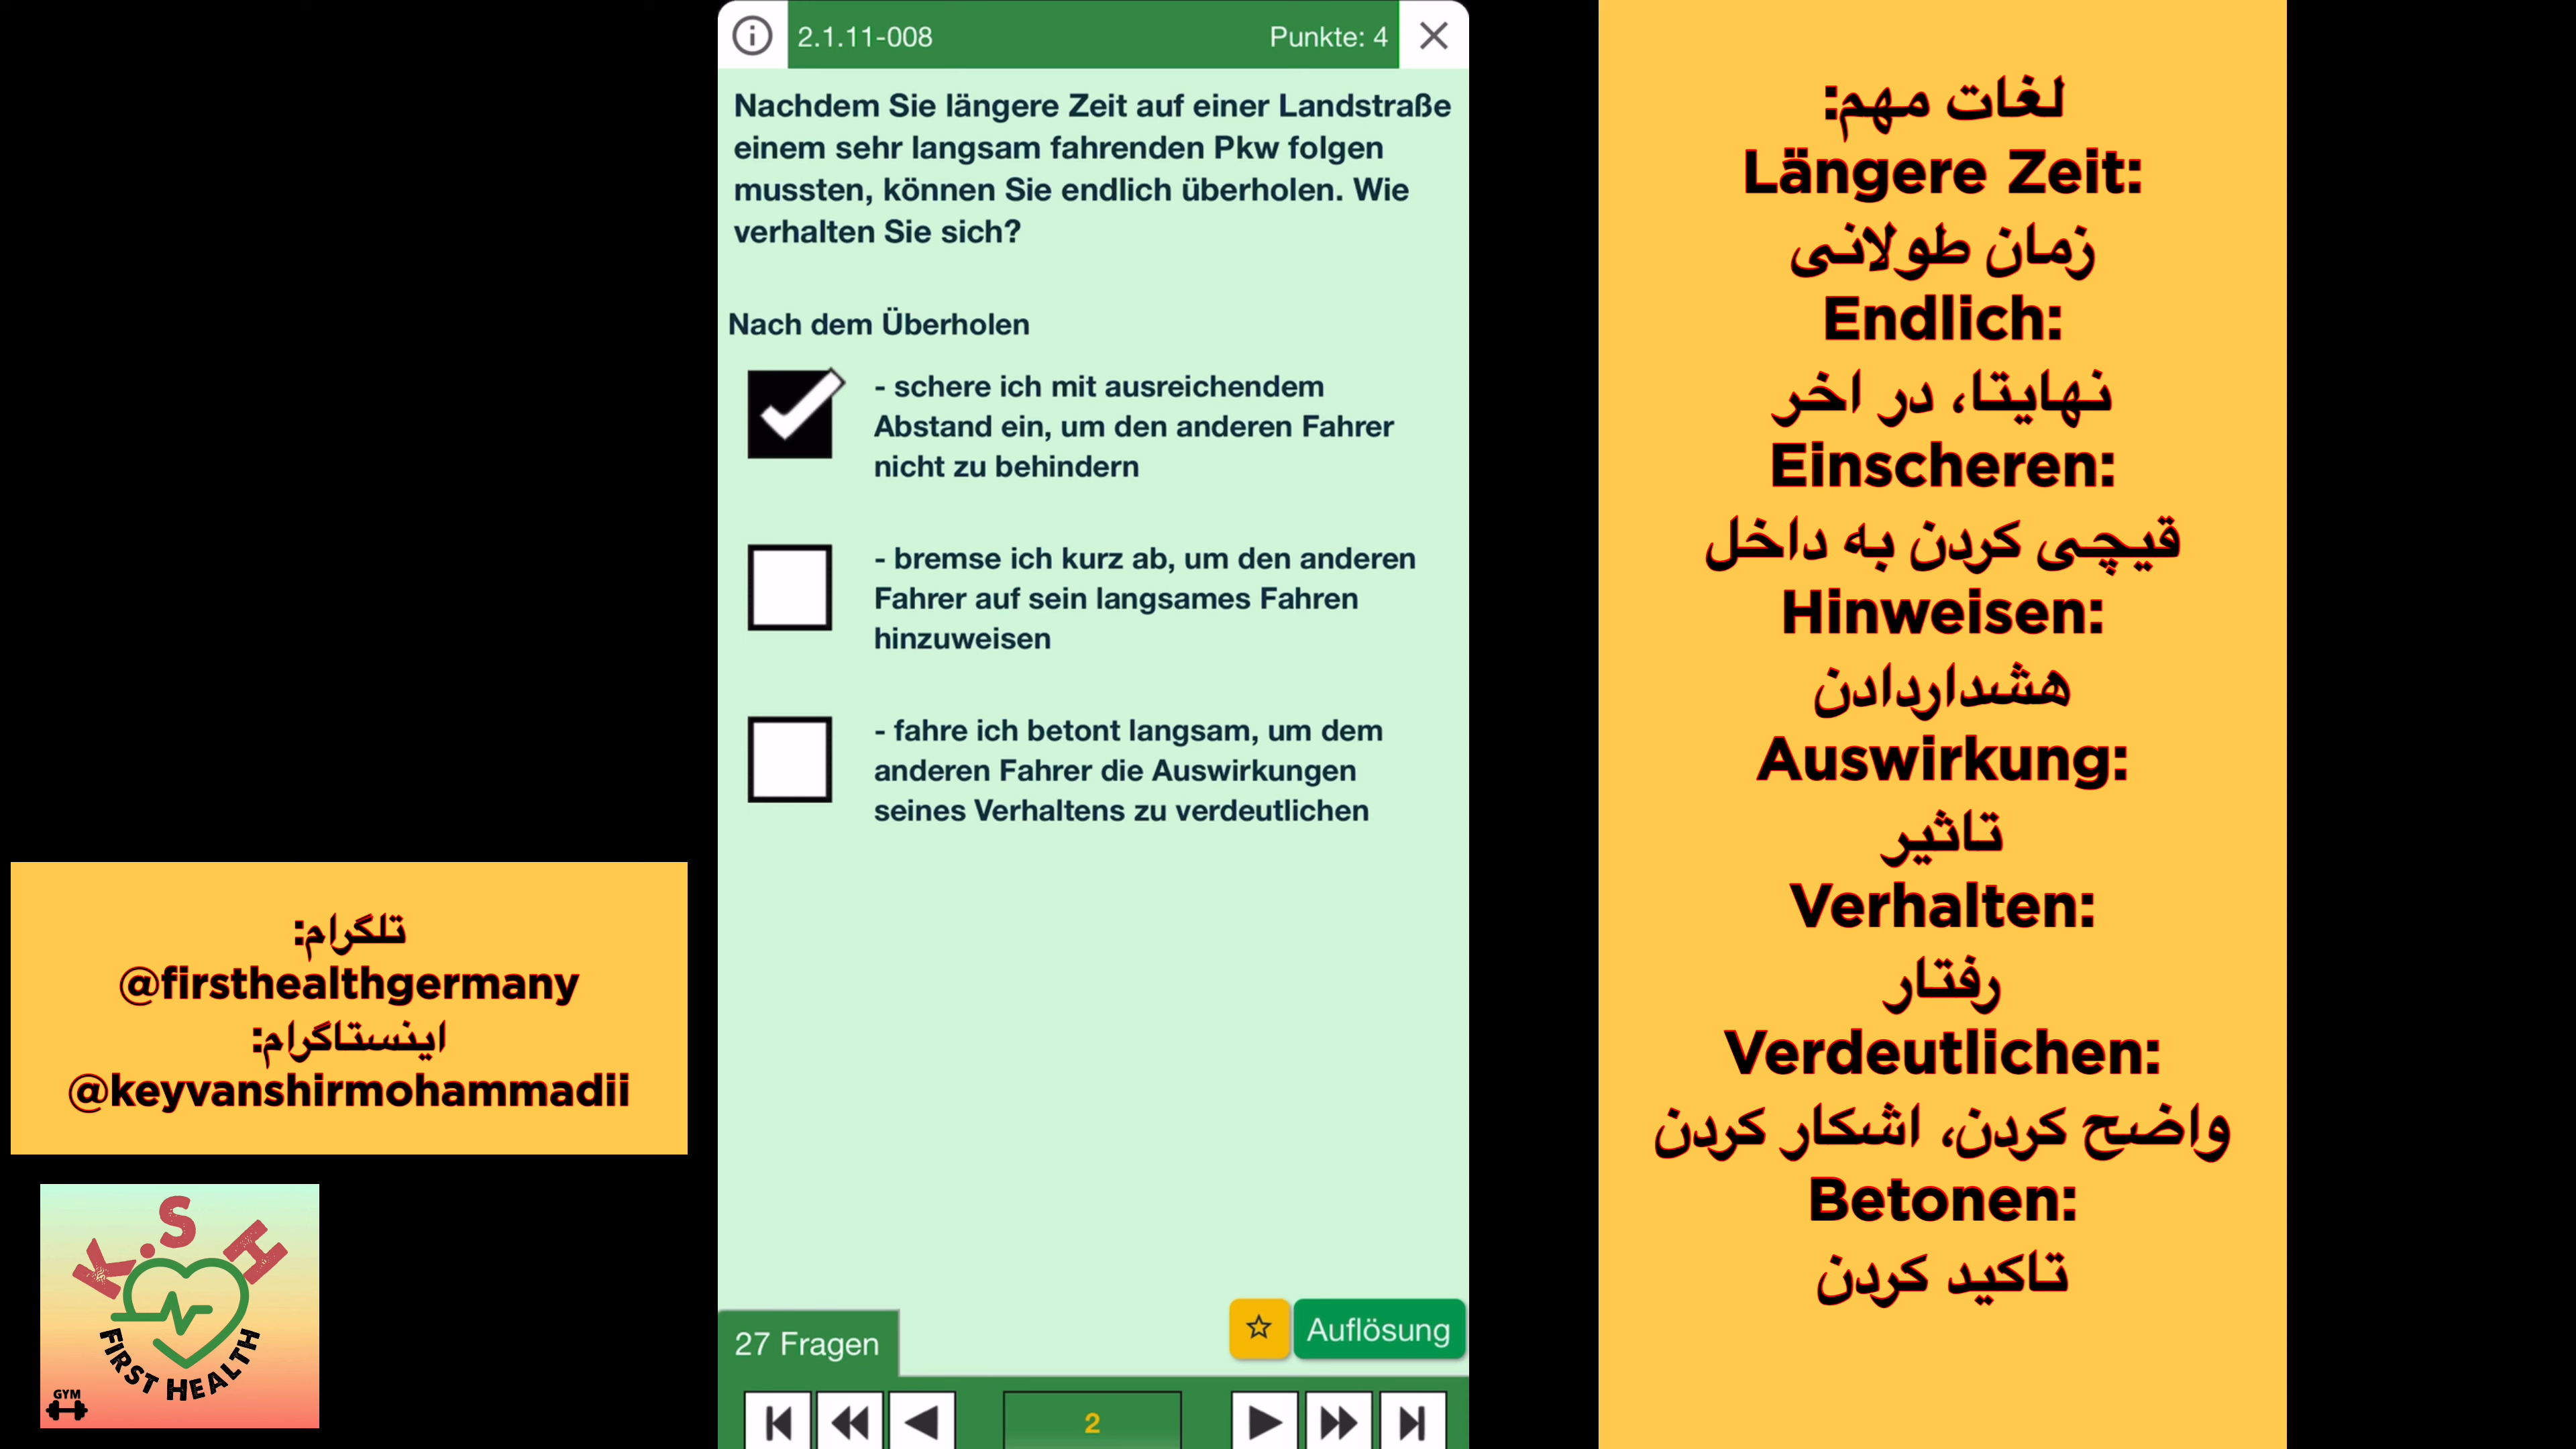 2.1.11-008
Punkte: 4
Nachdem Sie längere Zeit auf einer Landstraße
einem sehr langsam fahrenden Pkw folgen
mussten, können Sie endlich überholen. Wie
verhalten Sie sich?
Nach dem Überholen
- schere ich mit ausreichendem
Abstand ein, um den anderen Fahrer
nicht zu behindern
- bremse ich kurz ab, um den anderen
Fahrer auf sein langsames Fahren
hinzuweisen
- fahre ich betont langsam, um dem
anderen Fahrer die Auswirkungen
seines Verhaltens zu verdeutlichen
27 Fragen
Auflösung
2
لغات مهم:
Längere Zeit:
زمان طولانی
Endlich:
نهایتا، در اخر
Einscheren:
قیچی کردن به داخل
Hinweisen:
هشداردادن
Auswirkung:
تاثیر
Verhalten:
رفتار
Verdeutlichen:
واضح کردن، اشکار کردن
Betonen:
تاکید کردن
تلگرام:
@firsthealthgermany
اینستاگرام:
@keyvanshirmohammadii
K.SH
FIRST HEALTH
GYM